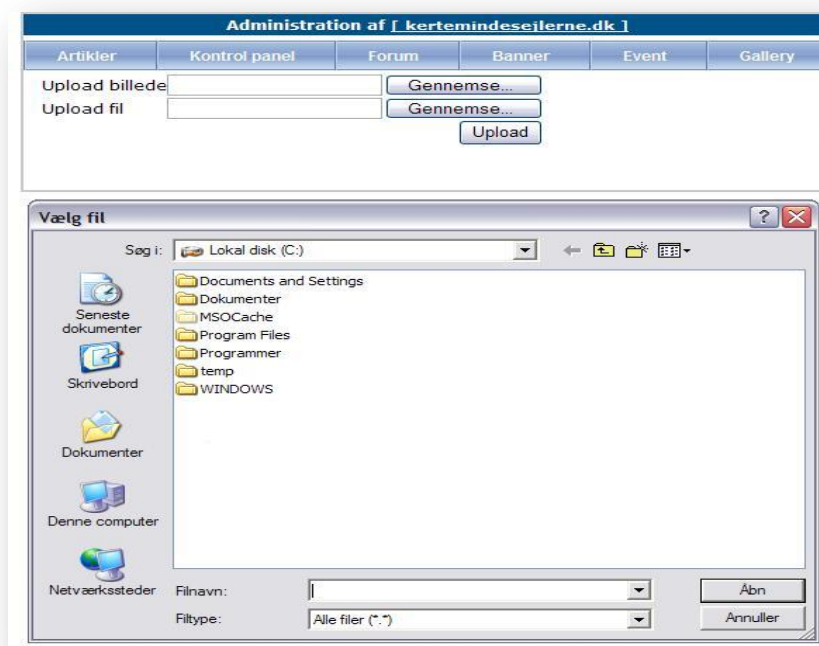 Administration af [ kertemindesejlerne.dk ]
Artikler Kontrol panel Forum Banner Event Gallery
Upload billede Gennemse...
Upload fil Gennemse...
Upload
Vælg fil
Søg i: Lokal disk (C:)
Seneste dokumenter
Skrivebord
Dokumenter
Denne computer
Netværkssteder
Documents and Settings
Dokumenter
MSOCache
Program Files
Programmer
temp
WINDOWS
Filnavn: Åbn
Filtype: Alle filer (*.*) Annuller